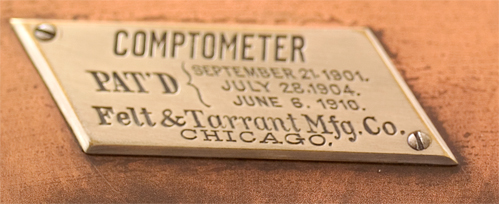 COMPTOMETER
PAT'D { SEPTEMBER 21. 1901.
JULY 28. 1904.
JUNE 6. 1910.
Felt & Tarrant Mfg. Co.
CHICAGO.